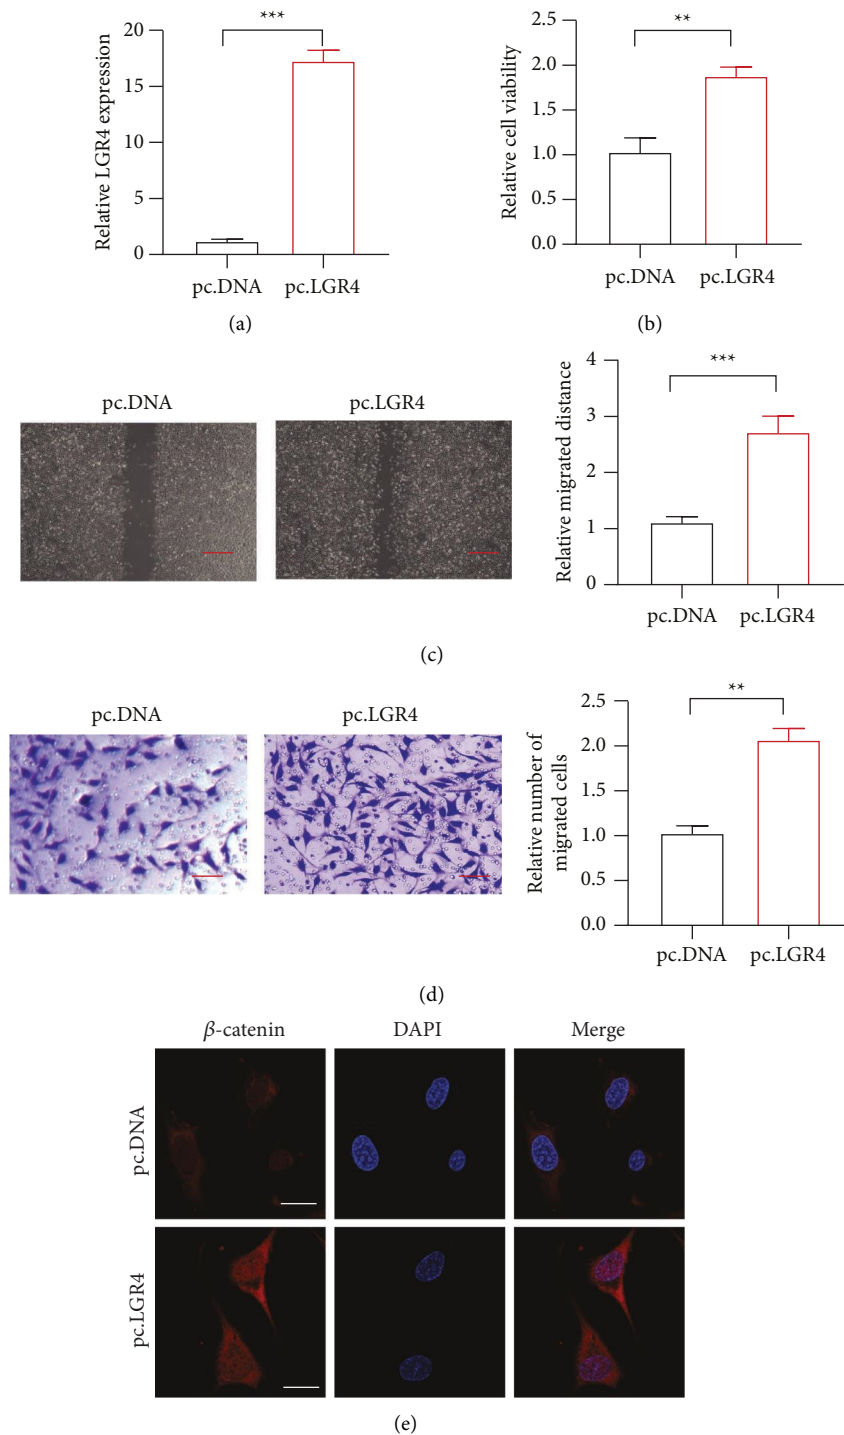 Relative LGR4 expression
20
15
10
5
0
***
pc.DNA
pc.LGR4
(a)
Relative cell viability
2.5
2.0
1.5
1.0
0.5
0.0
**
pc.DNA
pc.LGR4
(b)
pc.DNA
pc.LGR4
Relative migrated distance
4
3
2
1
0
***
pc.DNA
pc.LGR4
(c)
pc.DNA
pc.LGR4
Relative number of
migrated cells
2.5
2.0
1.0
0.5
0.0
**
pc.DNA
pc.LGR4
(d)
β-catenin
DAPI
Merge
pc.DNA
pc.LGR4
(e)